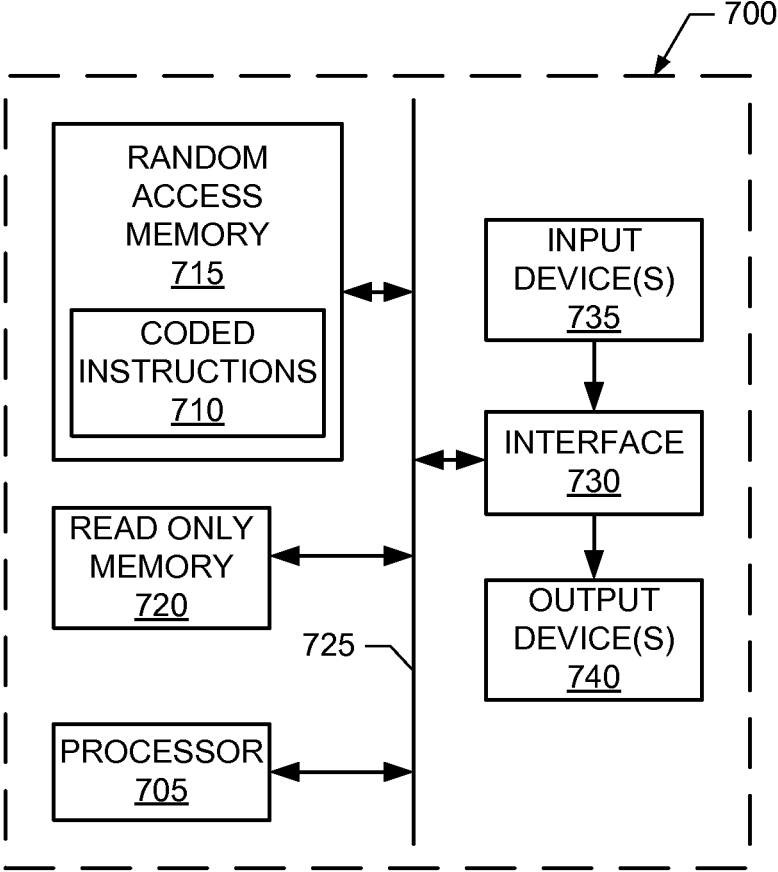 700
RANDOM
ACCESS
MEMORY
715
CODED
INSTRUCTIONS
710
INPUT
DEVICE(S)
735
INTERFACE
730
READ ONLY
MEMORY
720
OUTPUT
DEVICE(S)
740
725
PROCESSOR
705